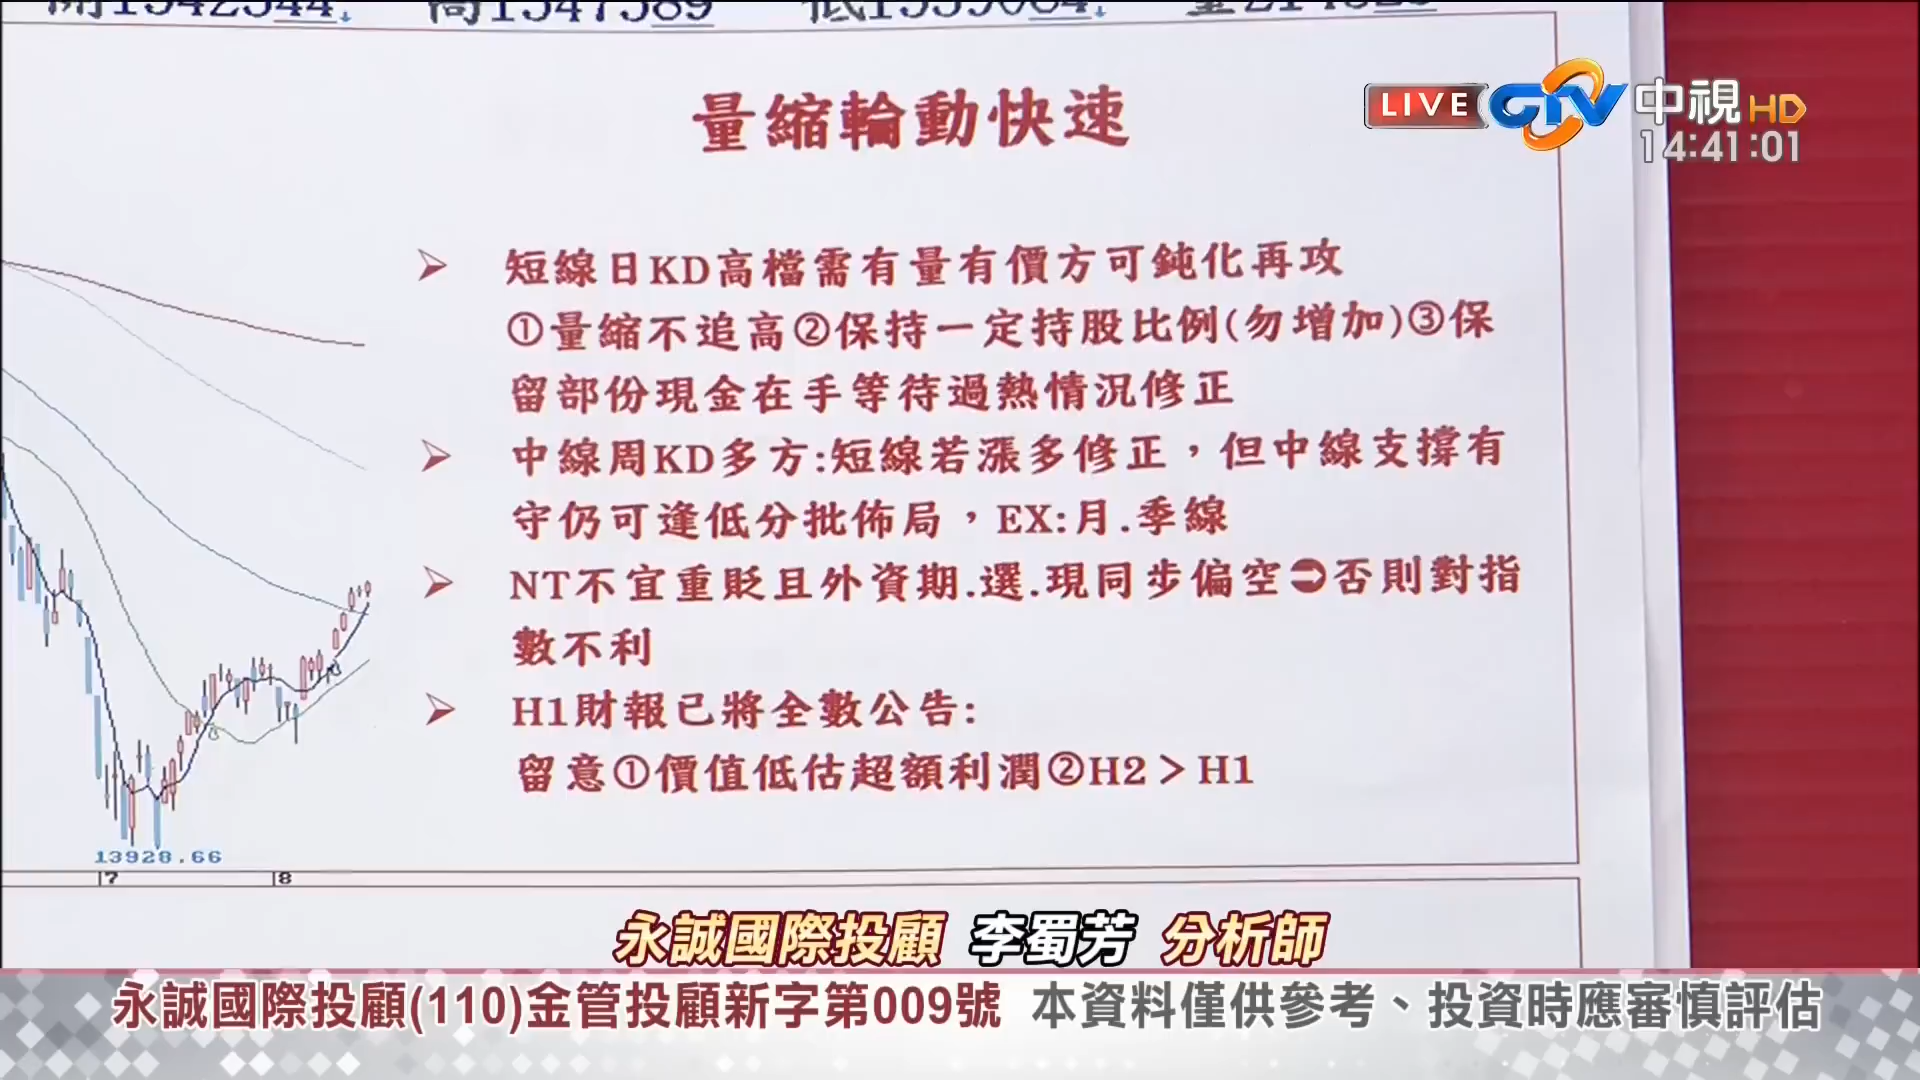 量縮輪動快速
LIVE CTV 中視 HD
14:41:01
➢ 短線日KD高檔需有量有價方可鈍化再攻
①量縮不追高②保持一定持股比例(勿增加)③保
留部份現金在手等待過熱情況修正
➢ 中線周KD多方:短線若漲多修正，但中線支撐有
守仍可逢低分批佈局，EX:月.季線
➢ NT不宜重貶且外資期.選.現同步偏空➲否則對指
數不利
➢ H1財報已將全數公告:
留意①價值低估超額利潤②H2＞H1
13928.66
7 8
永誠國際投顧 李蜀芳 分析師
永誠國際投顧(110)金管投顧新字第009號 本資料僅供參考、投資時應審慎評估